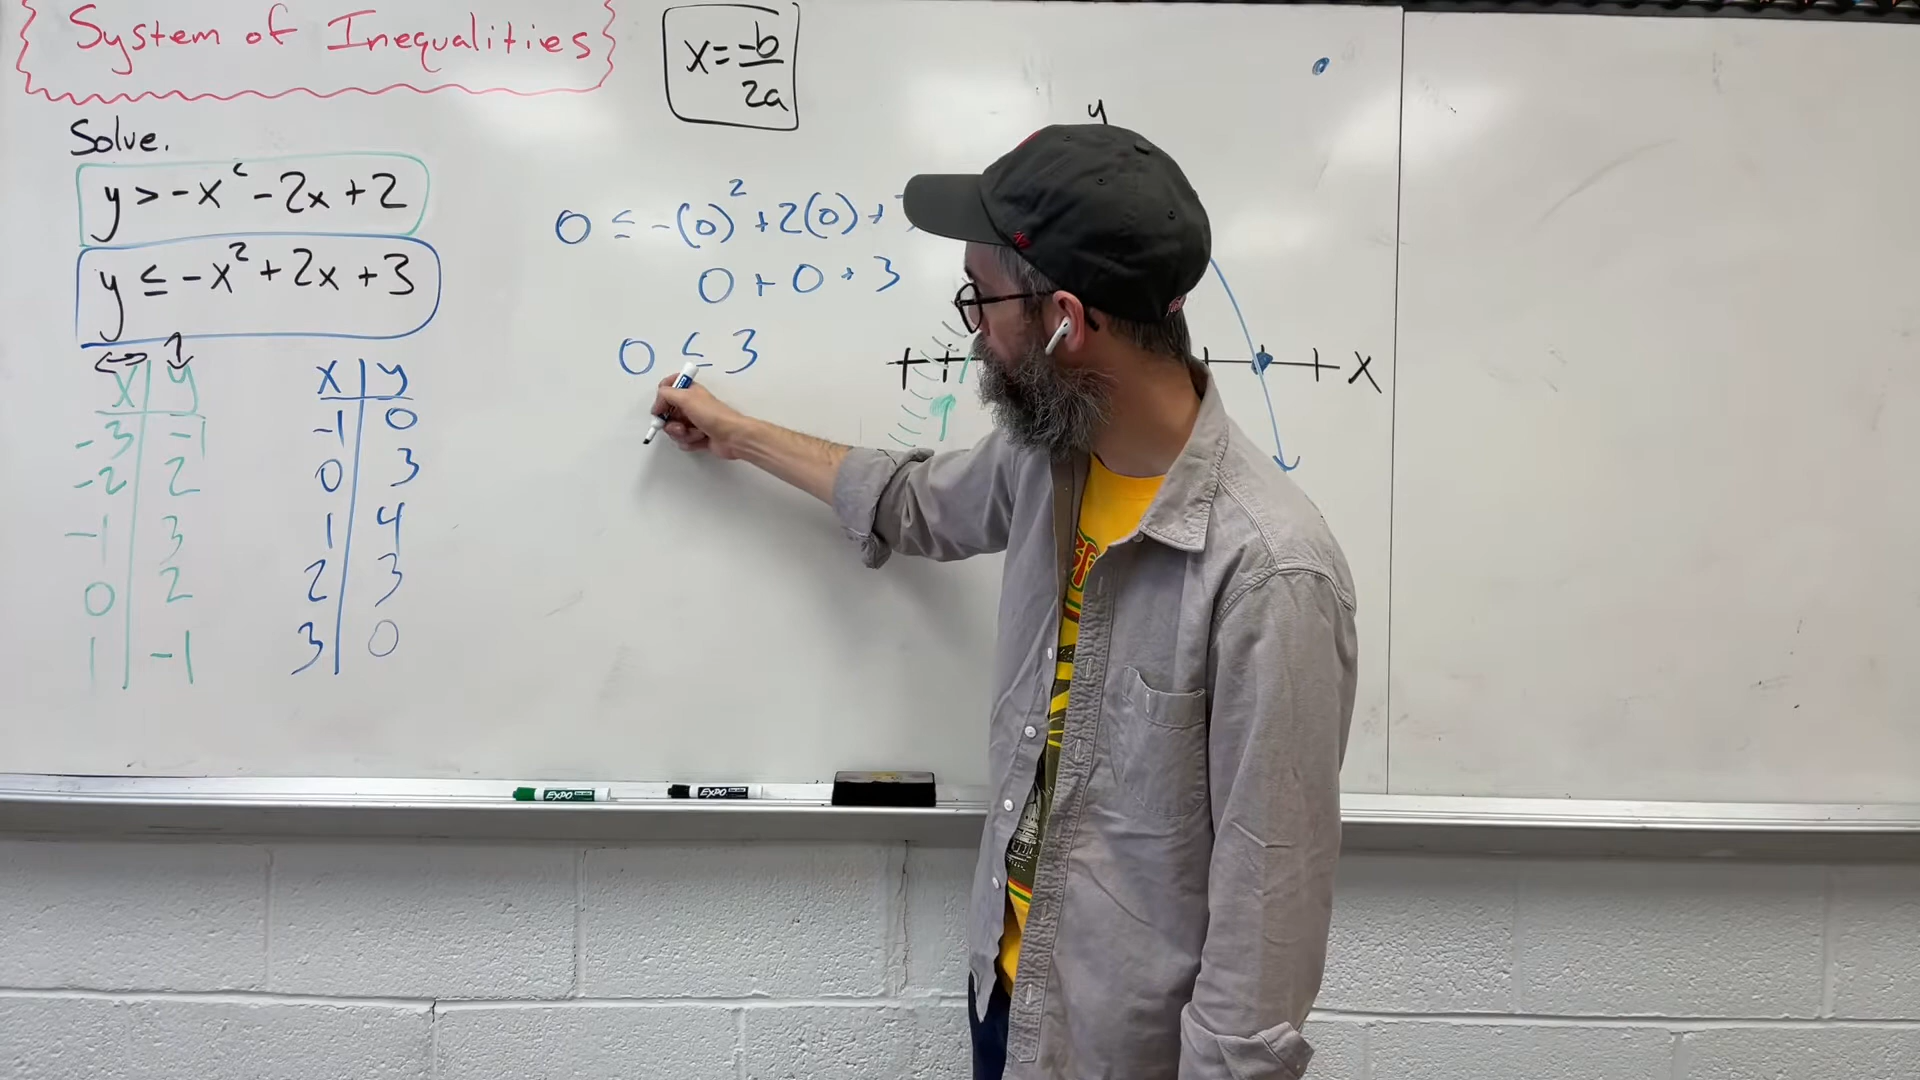 System of Inequalities
x = -b/2a
Solve.
y > -x² - 2x + 2
y ≤ -x² + 2x + 3
x | y
-3 | -1
-2 | 2
-1 | 3
0 | 2
1 | -1
x | y
-1 | 0
0 | 3
1 | 4
2 | 3
3 | 0
0 ≤ -(0)² + 2(0) +
0 + 0 + 3
0 ≤ 3
y
x
EXPO
EXPO